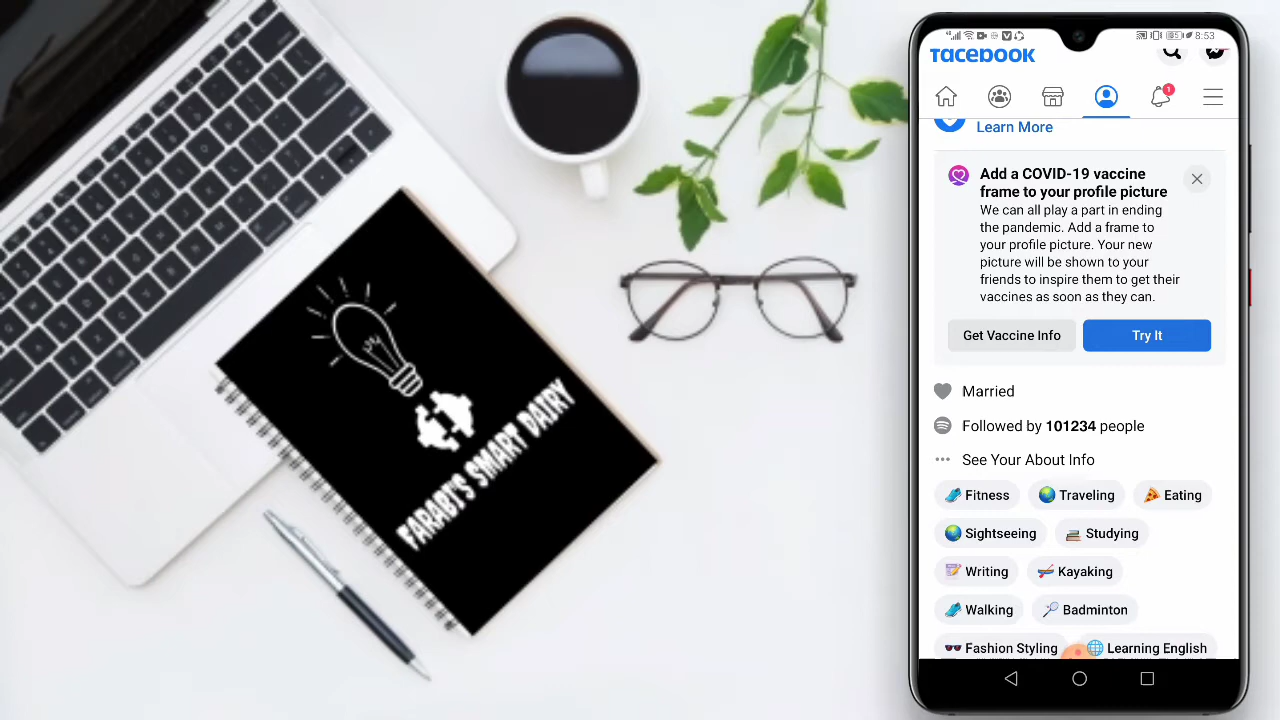 FARABI'S SMART DAIRY
8:53
facebook
1
Learn More
Add a COVID-19 vaccine
frame to your profile picture
We can all play a part in ending
the pandemic. Add a frame to
your profile picture. Your new
picture will be shown to your
friends to inspire them to get their
vaccines as soon as they can.
Get Vaccine Info Try It
Married
Followed by 101234 people
See Your About Info
Fitness Traveling Eating
Sightseeing Studying
Writing Kayaking
Walking Badminton
Fashion Styling Learning English